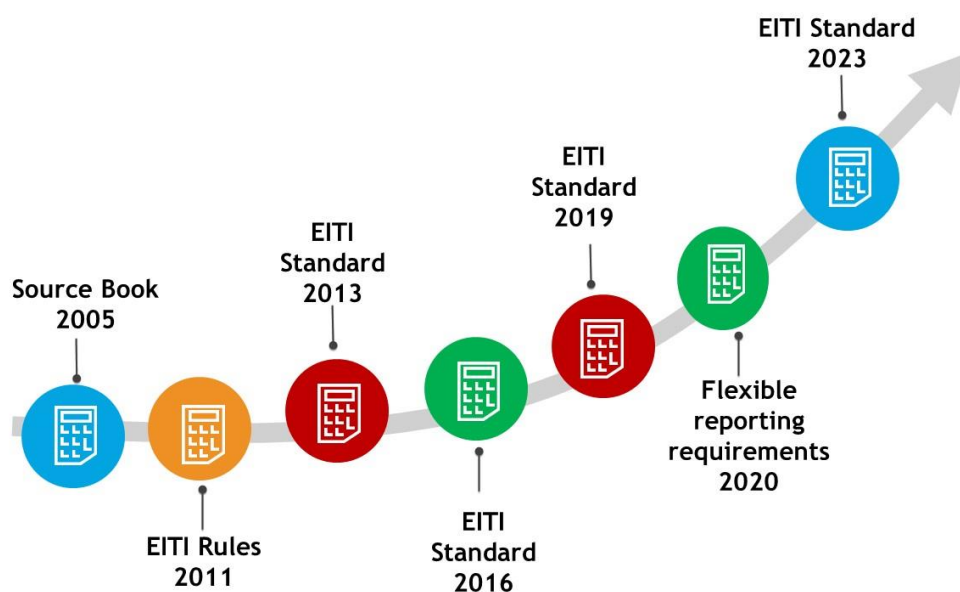 Source Book
2005
EITI Rules
2011
EITI
Standard
2013
EITI
Standard
2016
EITI
Standard
2019
Flexible
reporting
requirements
2020
EITI Standard
2023